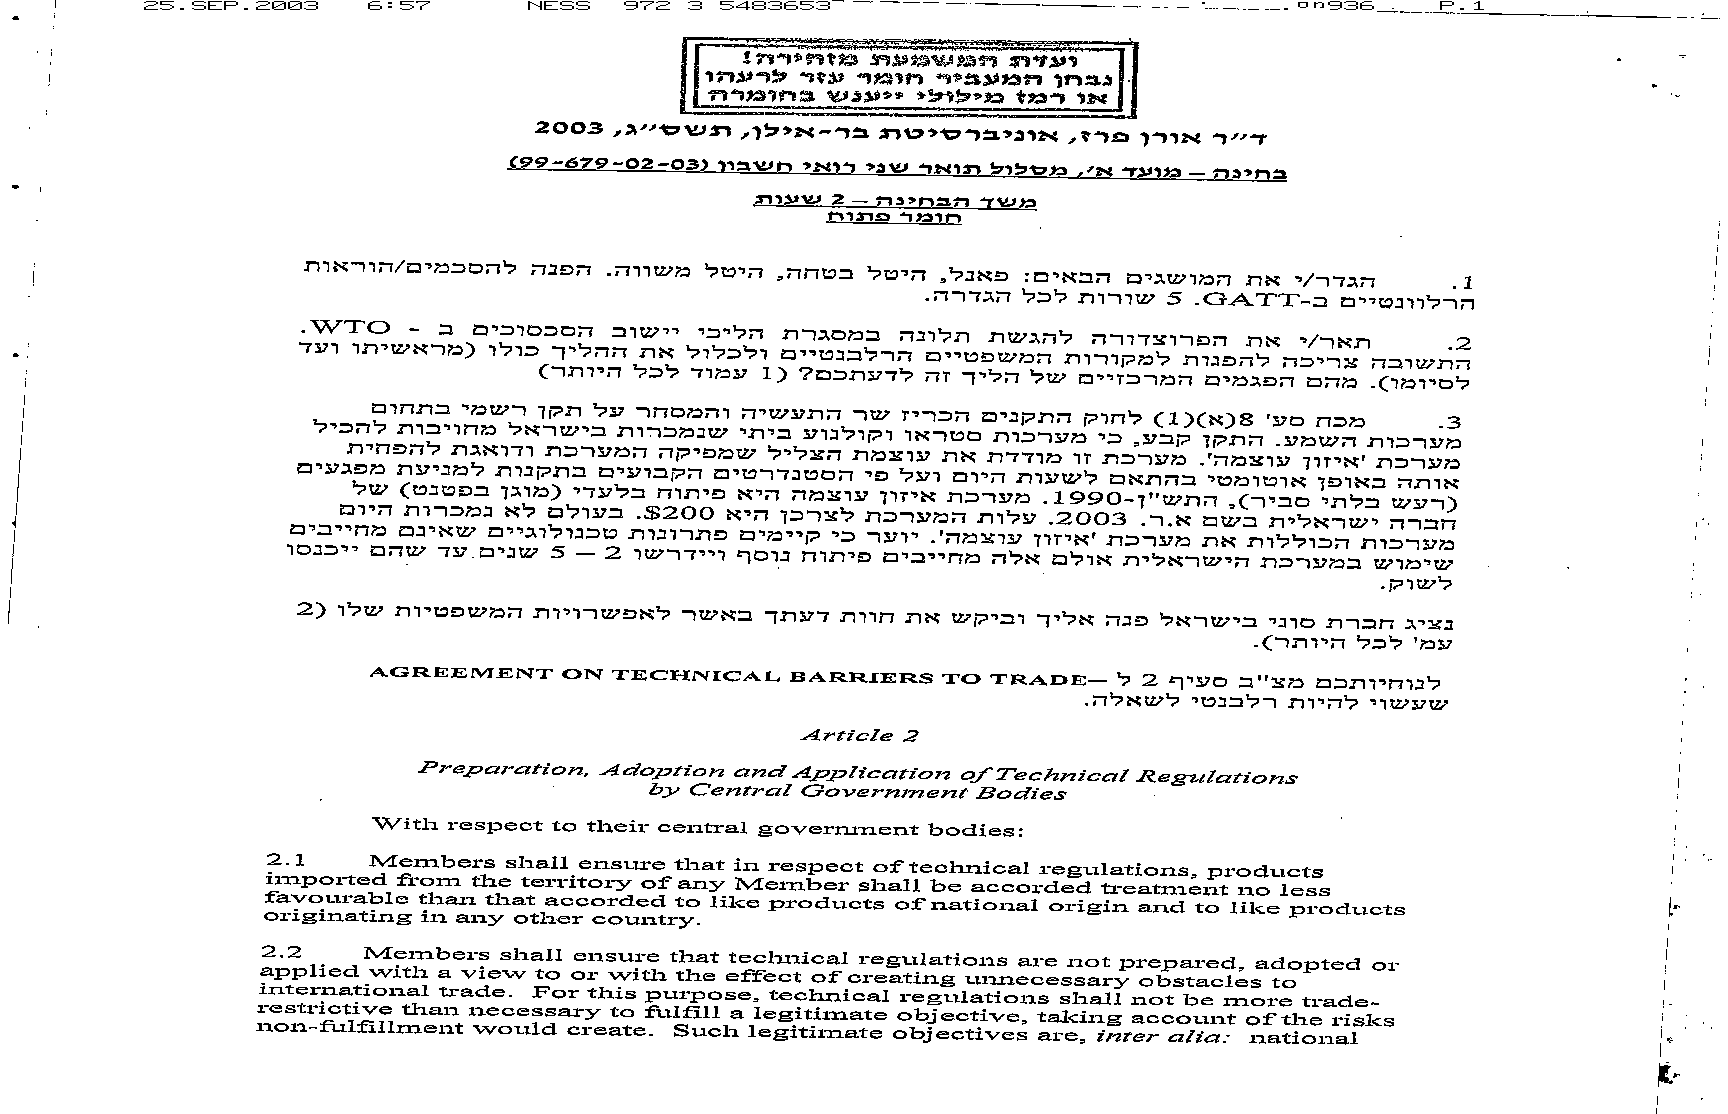 25.SEP.2003 6:57 NESS 972 3 5483653 P.1
ועדת המשמעת מזהירה!
נבחן המעביר חומר עזר לרעהו
או רמז מילולי ייענש בחומרה
ד״ר אורן פרז, אוניברסיטת בר-אילן, תשס״ג, 2003
בחינה – מועד א׳, מסלול תואר שני רואי חשבון (99-679-02-03)
משך הבחינה – 2 שעות
חומר פתוח
1. הגדר/י את המושגים הבאים: פאנל, היטל בטחה, היטל משווה. הפנה להסכמים/הוראות
הרלוונטיים ב-GATT. 5 שורות לכל הגדרה.
2. תאר/י את הפרוצדורה להגשת תלונה במסגרת הליכי יישוב הסכסוכים ב - WTO.
התשובה צריכה להפנות למקורות המשפטיים הרלבנטיים ולכלול את ההליך כולו (מראשיתו ועד
לסיומו). מהם הפגמים המרכזיים של הליך זה לדעתכם? (1 עמוד לכל היותר)
3. מכח סע' 8(א)(1) לחוק התקנים הכריז שר התעשיה והמסחר על תקן רשמי בתחום
מערכות השמע. התקן קבע, כי מערכות סטראו וקולנוע ביתי שנמכרות בישראל מחויבות להכיל
מערכת 'איזון עוצמה'. מערכת זו מודדת את עוצמת הצליל שמפיקה המערכת ודואגת להפחית
אותה באופן אוטומטי בהתאם לשעות היום ועל פי הסטנדרטים הקבועים בתקנות למניעת מפגעים
(רעש בלתי סביר), התש"ן-1990. מערכת איזון עוצמה היא פיתוח בלעדי (מוגן בפטנט) של
חברה ישראלית בשם א.ר. 2003. עלות המערכת לצרכן היא 200$. בעולם לא נמכרות היום
מערכות הכוללות את מערכת 'איזון עוצמה'. יוער כי קיימים פתרונות טכנולוגיים שאינם מחייבים
שימוש במערכת הישראלית אולם אלה מחייבים פיתוח נוסף ויידרשו 2 – 5 שנים עד שהם ייכנסו
לשוק.
נציג חברת סוני בישראל פנה אליך וביקש את חוות דעתך באשר לאפשרויות המשפטיות שלו (2
עמ' לכל היותר).
לנוחיותכם מצ"ב סעיף 2 ל –AGREEMENT ON TECHNICAL BARRIERS TO TRADE
שעשוי להיות רלבנטי לשאלה.
Article 2
Preparation, Adoption and Application of Technical Regulations
by Central Government Bodies
With respect to their central government bodies:
2.1 Members shall ensure that in respect of technical regulations, products
imported from the territory of any Member shall be accorded treatment no less
favourable than that accorded to like products of national origin and to like products
originating in any other country.
2.2 Members shall ensure that technical regulations are not prepared, adopted or
applied with a view to or with the effect of creating unnecessary obstacles to
international trade. For this purpose, technical regulations shall not be more trade-
restrictive than necessary to fulfill a legitimate objective, taking account of the risks
non-fulfillment would create. Such legitimate objectives are, inter alia: national